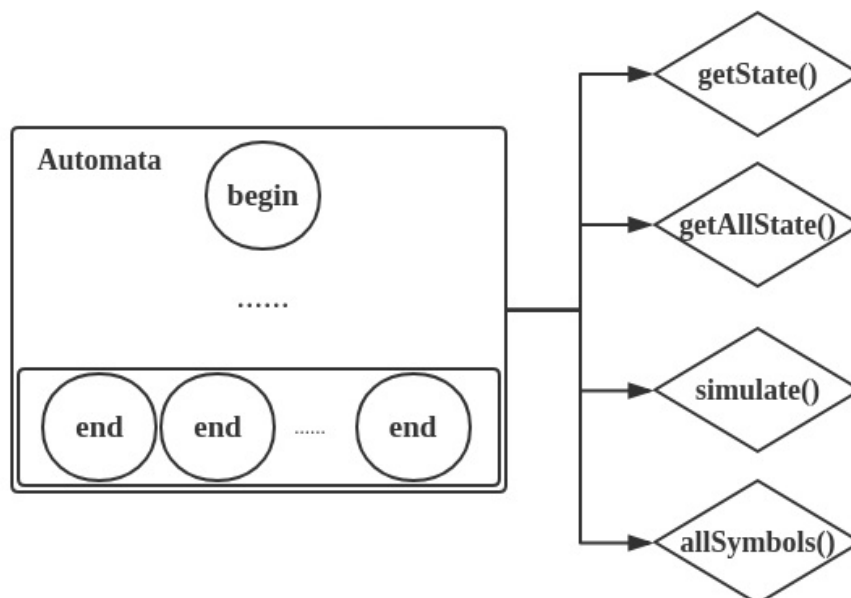 getState()
Automata
begin
getAllState()
......
simulate()
end end ...... end
allSymbols()